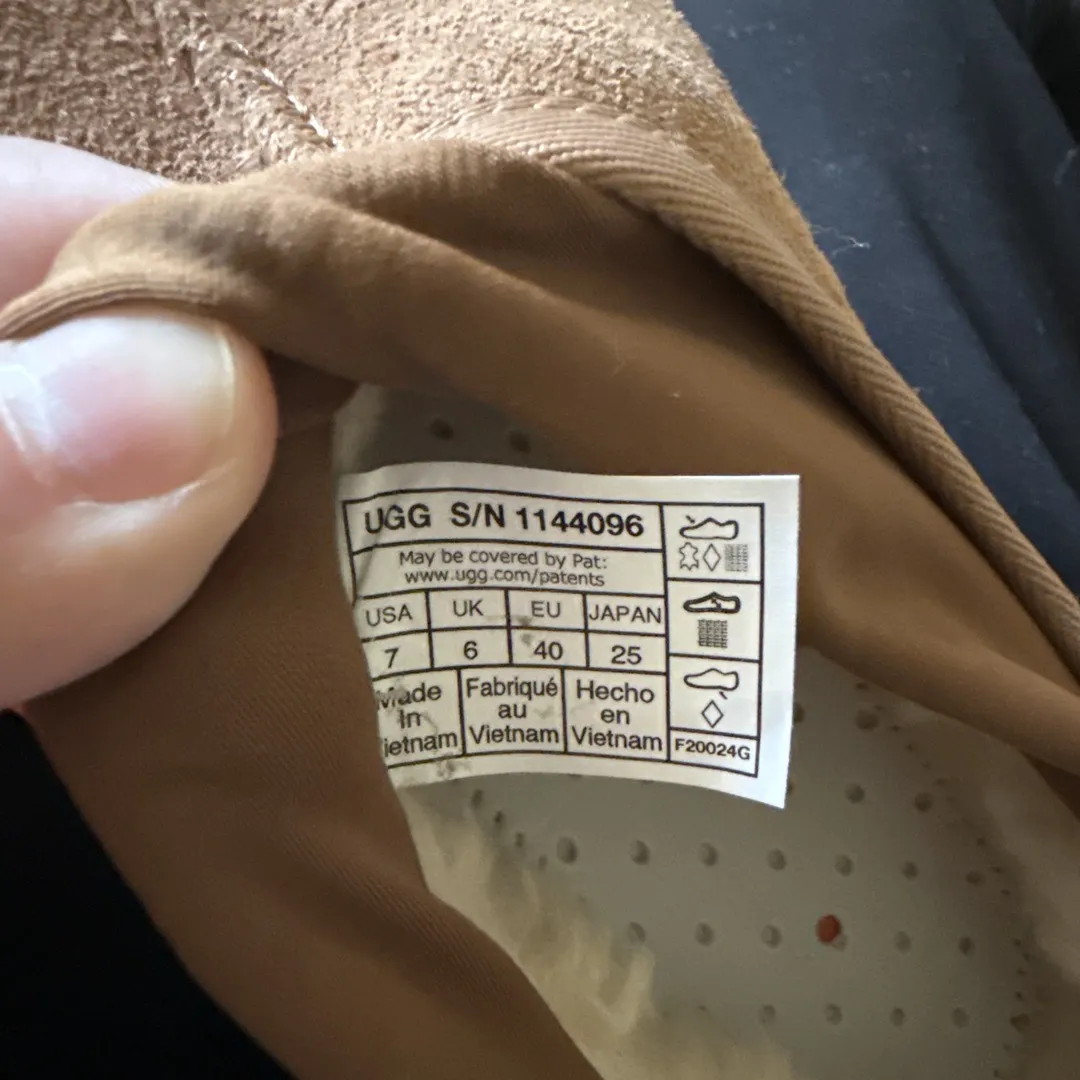 UGG S/N 1144096
May be covered by Pat:
www.ugg.com/patents
USA UK EU JAPAN
7 6 40 25
Made Fabriqué Hecho
In au en
Vietnam Vietnam Vietnam
F20024G